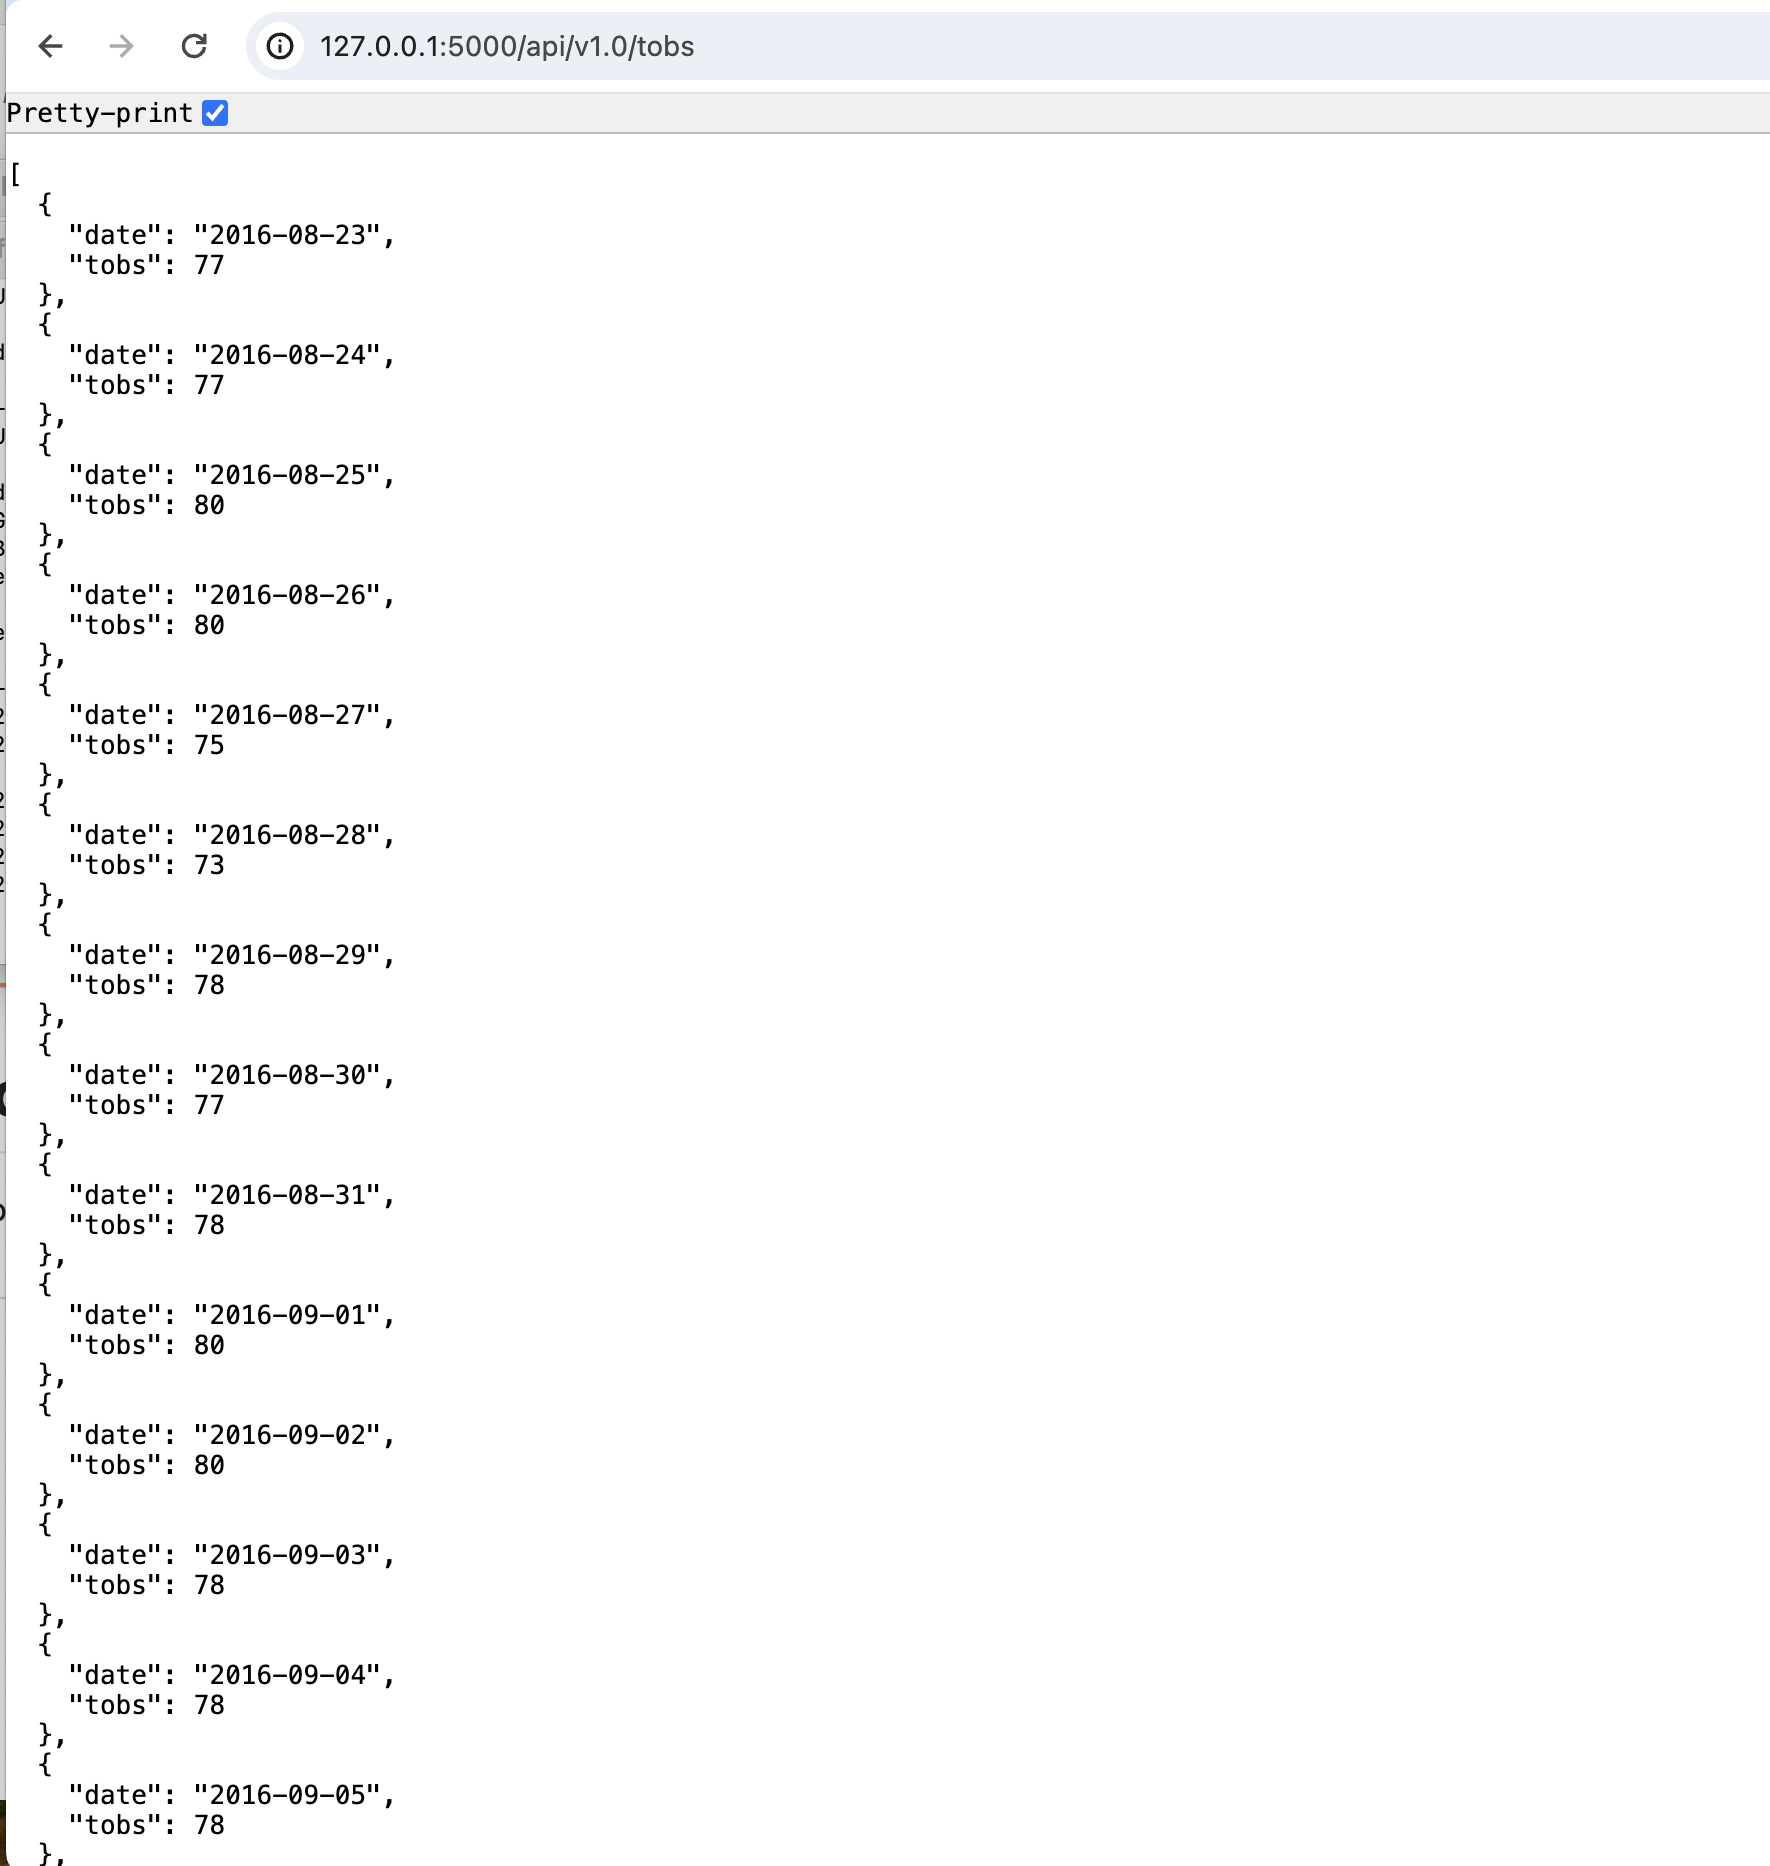 127.0.0.1:5000/api/v1.0/tobs
Pretty-print
[
{
"date": "2016-08-23",
"tobs": 77
},
{
"date": "2016-08-24",
"tobs": 77
},
{
"date": "2016-08-25",
"tobs": 80
},
{
"date": "2016-08-26",
"tobs": 80
},
{
"date": "2016-08-27",
"tobs": 75
},
{
"date": "2016-08-28",
"tobs": 73
},
{
"date": "2016-08-29",
"tobs": 78
},
{
"date": "2016-08-30",
"tobs": 77
},
{
"date": "2016-08-31",
"tobs": 78
},
{
"date": "2016-09-01",
"tobs": 80
},
{
"date": "2016-09-02",
"tobs": 80
},
{
"date": "2016-09-03",
"tobs": 78
},
{
"date": "2016-09-04",
"tobs": 78
},
{
"date": "2016-09-05",
"tobs": 78
},